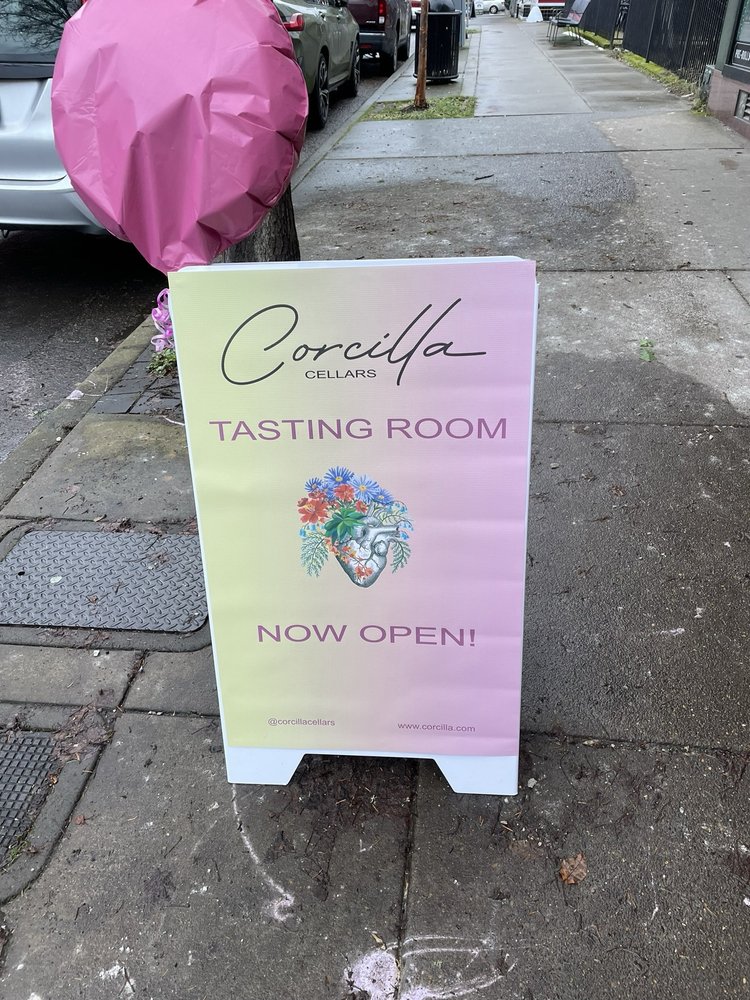 Corcilla
CELLARS
TASTING ROOM
NOW OPEN!
@corcillacellars
www.corcilla.com